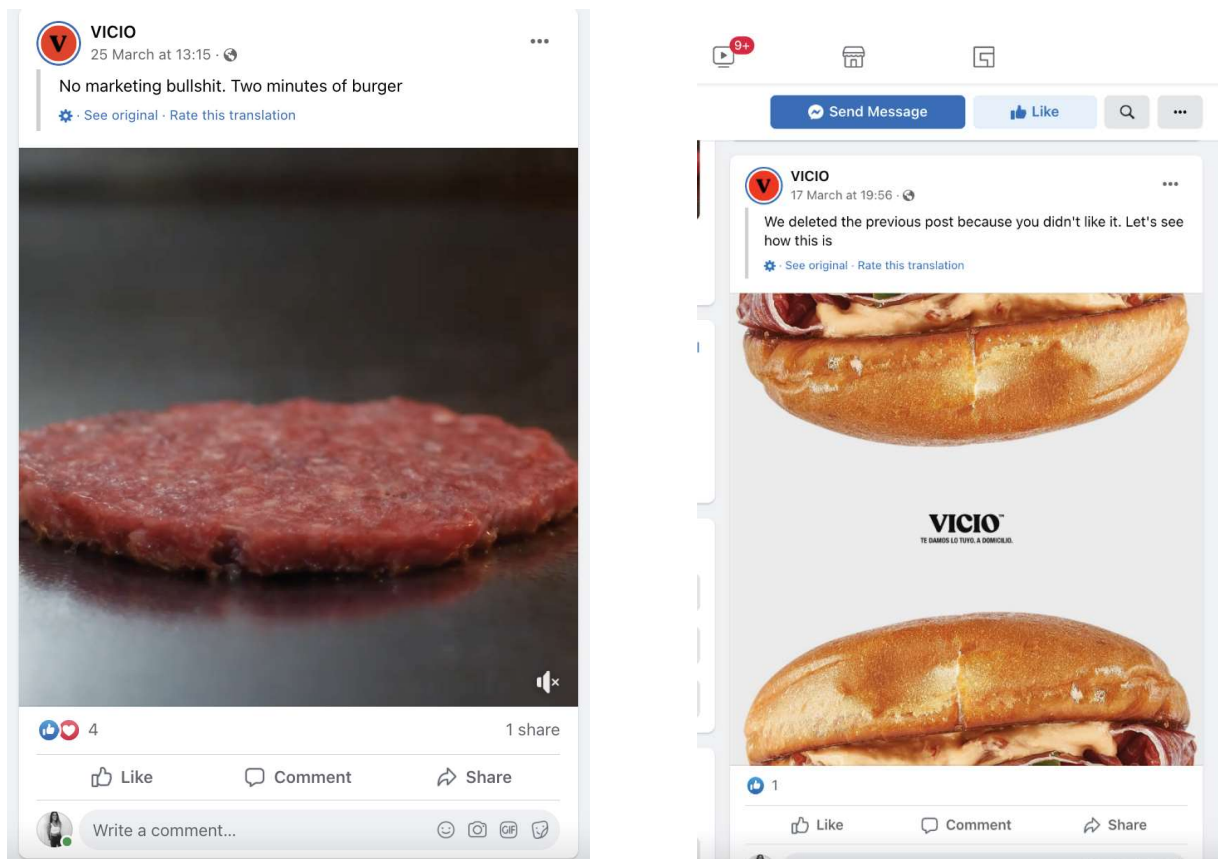 VICIO
25 March at 13:15 ·
No marketing bullshit. Two minutes of burger
· See original · Rate this translation
4
1 share
Like
Comment
Share
Write a comment...
GIF
9+
Send Message
Like
VICIO
17 March at 19:56 ·
We deleted the previous post because you didn't like it. Let's see
how this is
· See original · Rate this translation
VICIO™
TE DAMOS LO TUYO. A DOMICILIO.
1
Like
Comment
Share